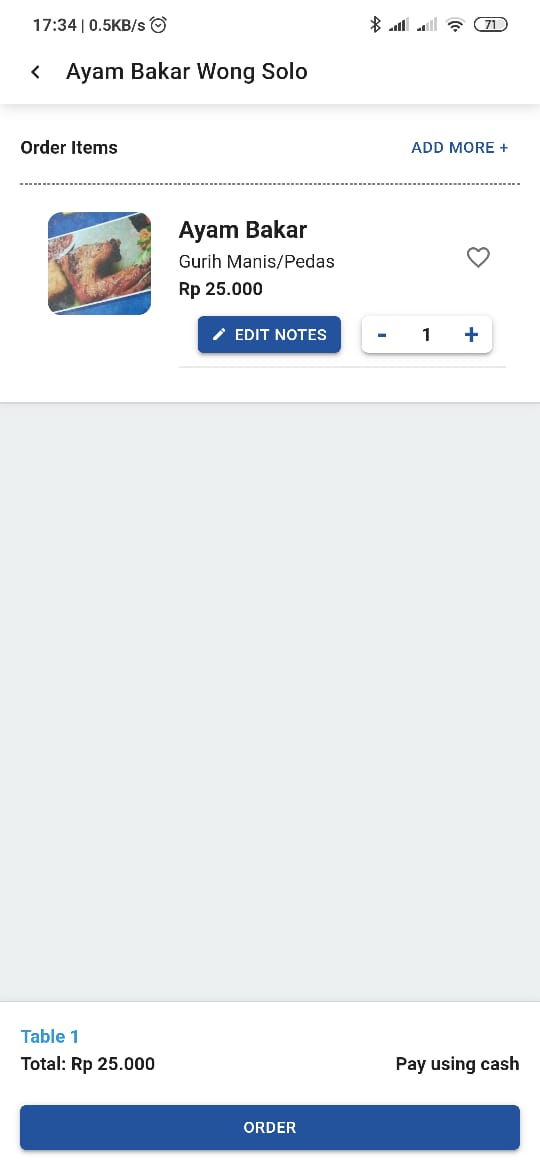 17:34 | 0.5KB/s
71
Ayam Bakar Wong Solo
Order Items
ADD MORE +
Ayam Bakar
Gurih Manis/Pedas
Rp 25.000
EDIT NOTES
- 1 +
Table 1
Total: Rp 25.000
Pay using cash
ORDER